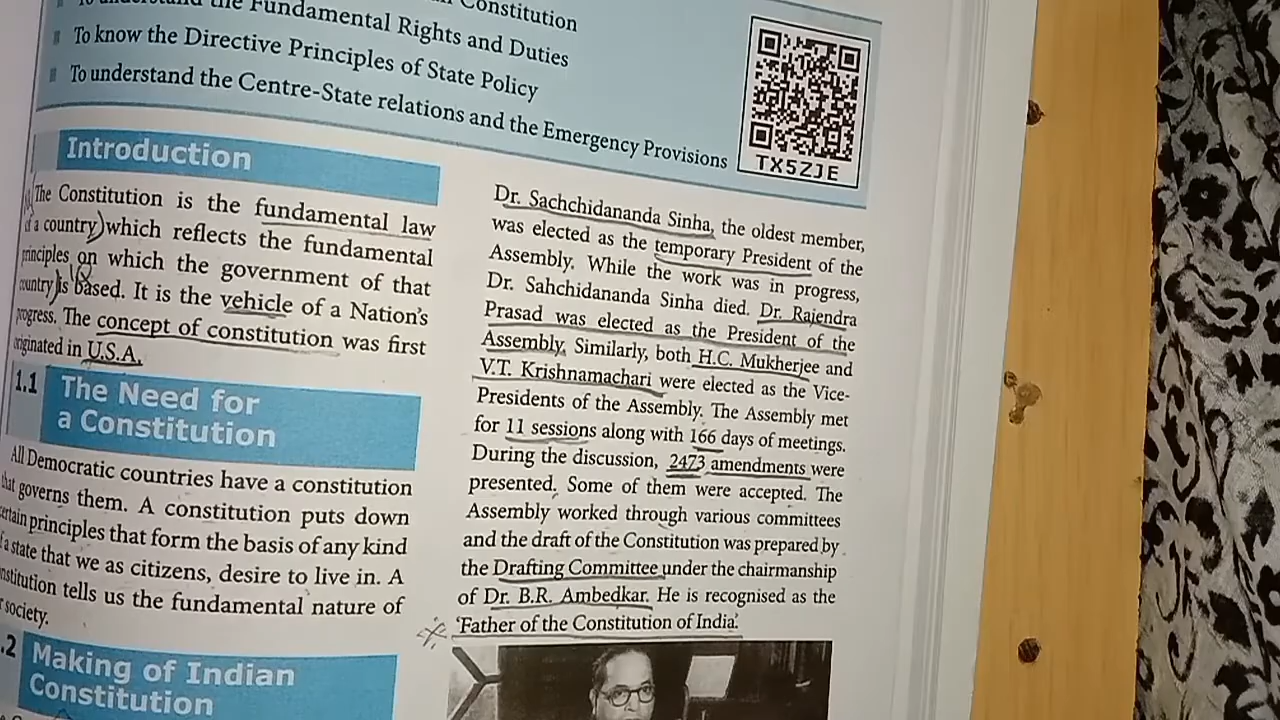 Constitution
To understand the Fundamental Rights and Duties
To know the Directive Principles of State Policy
To understand the Centre-State relations and the Emergency Provisions
TX5ZJE
Introduction
The Constitution is the fundamental law
of a country which reflects the fundamental
principles on which the government of that
country is based. It is the vehicle of a Nation's
progress. The concept of constitution was first
originated in U.S.A.
1.1 The Need for
a Constitution
All Democratic countries have a constitution
that governs them. A constitution puts down
certain principles that form the basis of any kind
of a state that we as citizens, desire to live in. A
constitution tells us the fundamental nature of
society.
.2 Making of Indian
Constitution
Dr. Sachchidananda Sinha, the oldest member,
was elected as the temporary President of the
Assembly. While the work was in progress,
Dr. Sahchidananda Sinha died. Dr. Rajendra
Prasad was elected as the President of the
Assembly. Similarly, both H.C. Mukherjee and
V.T. Krishnamachari were elected as the Vice-
Presidents of the Assembly. The Assembly met
for 11 sessions along with 166 days of meetings.
During the discussion, 2473 amendments were
presented. Some of them were accepted. The
Assembly worked through various committees
and the draft of the Constitution was prepared by
the Drafting Committee under the chairmanship
of Dr. B.R. Ambedkar. He is recognised as the
'Father of the Constitution of India'.